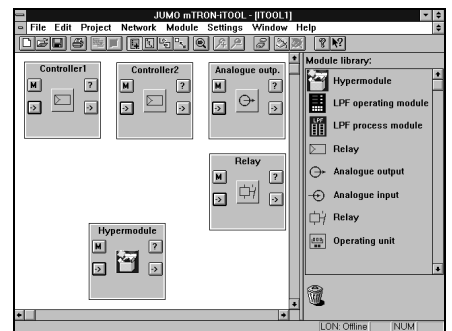 JUMO mTRON-iTOOL - [ITOOL1]
File Edit Project Network Module Settings Window Help
Controller1 Controller2 Analogue outp.
M ? M ? M ?
Relay
M ?
Hypermodule
M ?
Module library:
Hypermodule
LPF operating module
LPF LPF process module
Relay
Analogue output
Analogue input
Relay
Operating unit
LON: Offline NUM